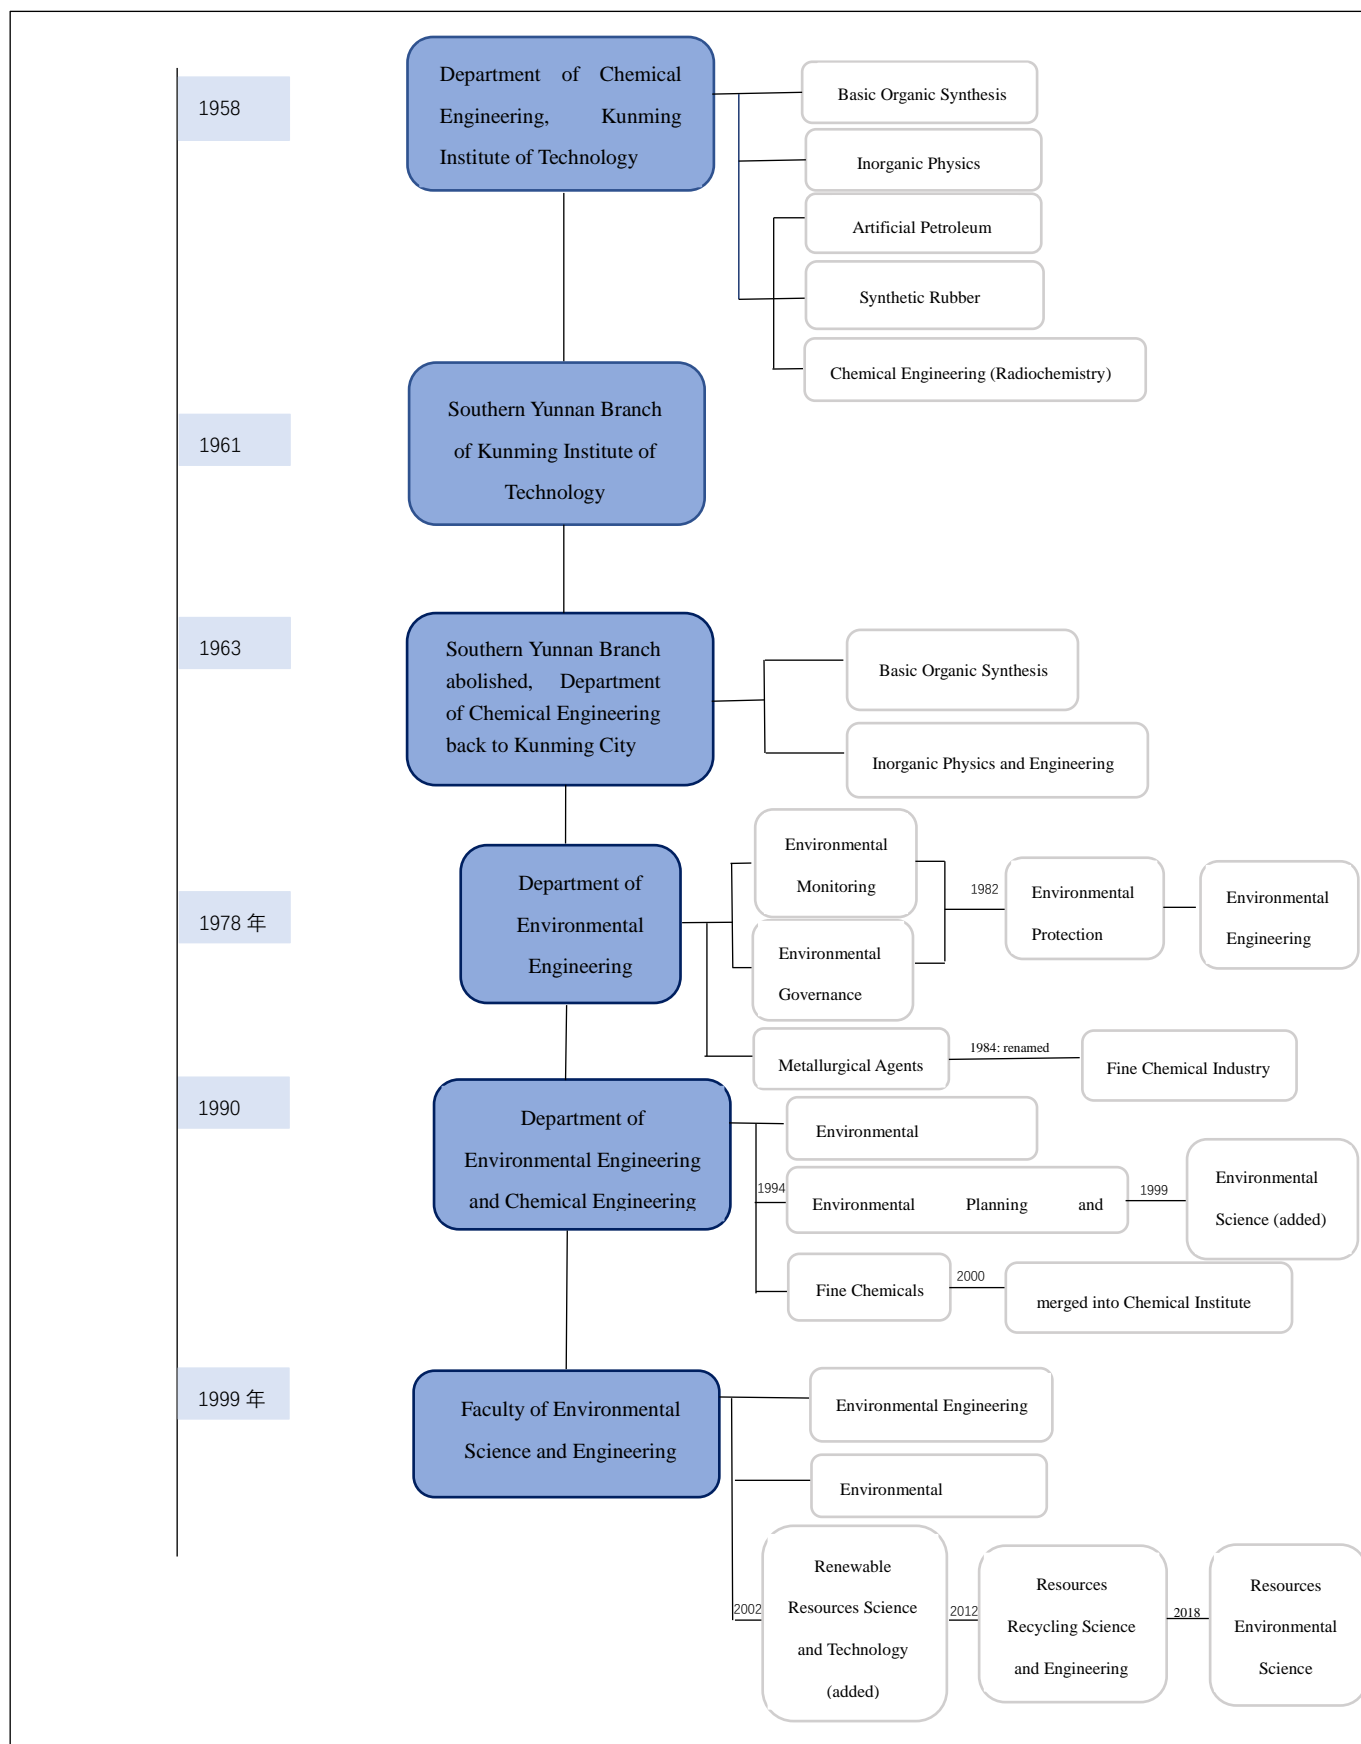 1958
Department of Chemical
Engineering, Kunming
Institute of Technology
Basic Organic Synthesis
Inorganic Physics
Artificial Petroleum
Synthetic Rubber
Chemical Engineering (Radiochemistry)
1961
Southern Yunnan Branch
of Kunming Institute of
Technology
1963
Southern Yunnan Branch
abolished, Department
of Chemical Engineering
back to Kunming City
Basic Organic Synthesis
Inorganic Physics and Engineering
1978 年
Department of
Environmental
Engineering
Environmental
Monitoring
Environmental
Governance
1982
Environmental
Protection
Environmental
Engineering
Metallurgical Agents
1984: renamed
Fine Chemical Industry
1990
Department of
Environmental Engineering
and Chemical Engineering
Environmental
1994
Environmental Planning and
1999
Environmental
Science (added)
Fine Chemicals
2000
merged into Chemical Institute
1999 年
Faculty of Environmental
Science and Engineering
Environmental Engineering
Environmental
2002
Renewable
Resources Science
and Technology
(added)
2012
Resources
Recycling Science
and Engineering
2018
Resources
Environmental
Science